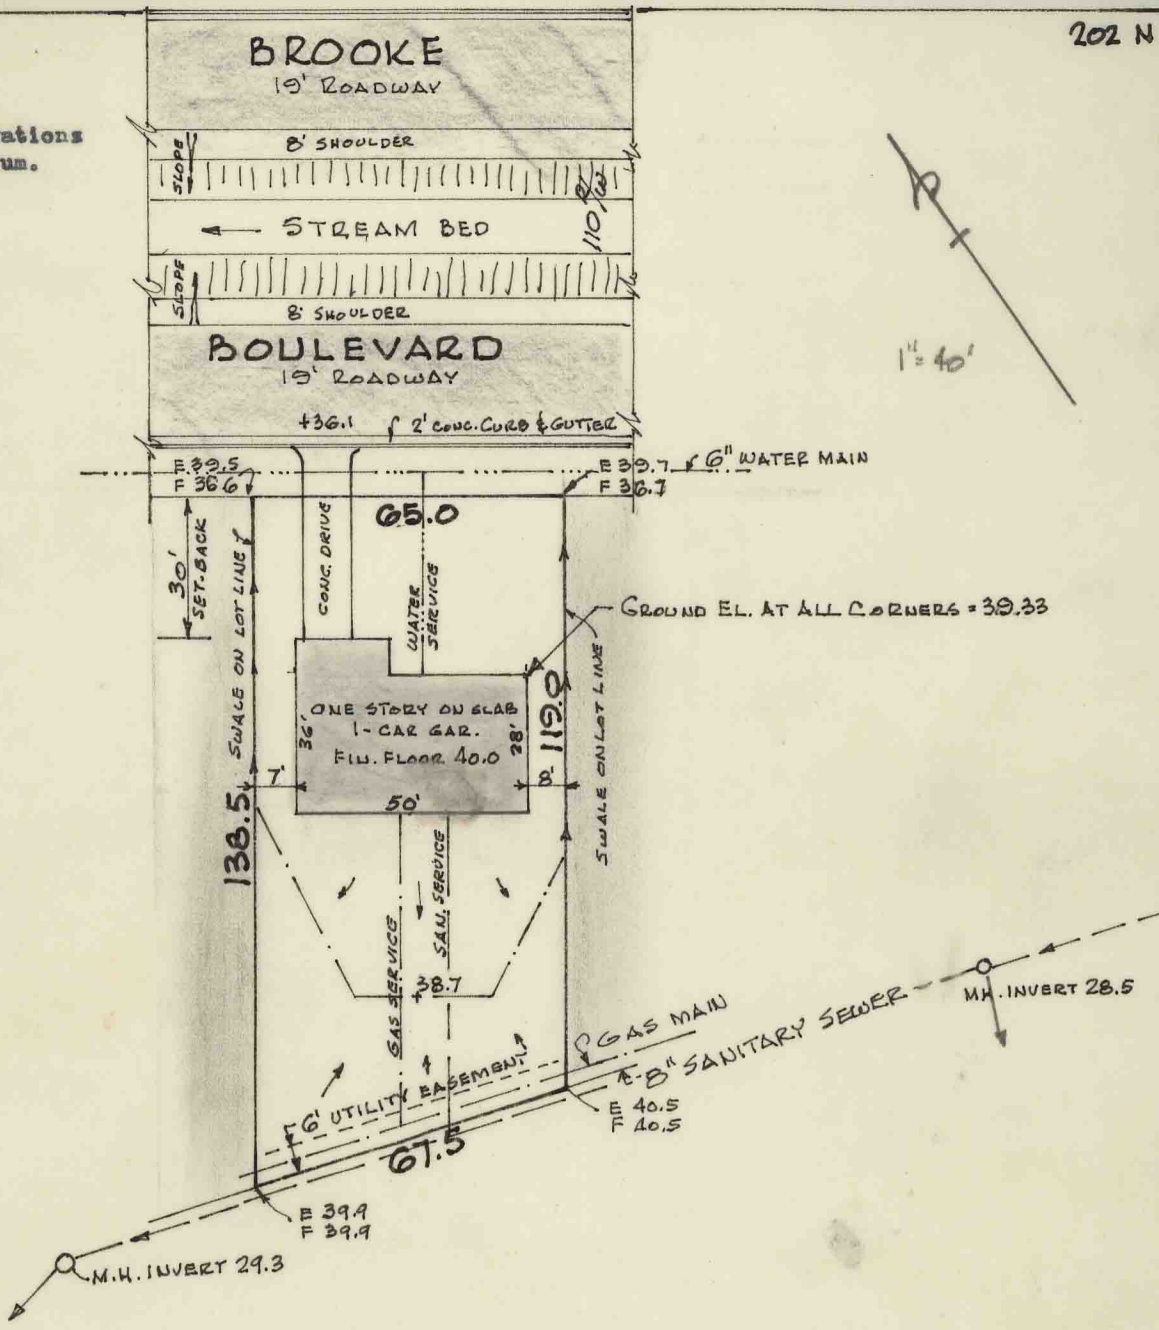 202 N
BROOKE
19' ROADWAY
ations
um.
8' SHOULDER
SLOPE
110' R/W
STREAM BED
SLOPE
8' SHOULDER
BOULEVARD
19' ROADWAY
1"=40'
+36.1
2' CONC. CURB & GUTTER
E 39.5
F 36.6
E 39.7
F 36.7
6" WATER MAIN
65.0
30'
SET-BACK
SWALE ON LOT LINE
CONC. DRIVE
WATER
SERVICE
GROUND EL. AT ALL CORNERS = 39.33
ONE STORY ON SLAB
1-CAR GAR.
FIN. FLOOR 40.0
36'
28'
119.0
SWALE ON LOT LINE
7'
8'
50'
138.5
GAS SERVICE
SAN. SERVICE
+38.7
M.H. INVERT 28.5
GAS MAIN
8" SANITARY SEWER
6' UTILITY EASEMENT
E 40.5
F 40.5
67.5
E 39.9
F 39.9
M.H. INVERT 29.3